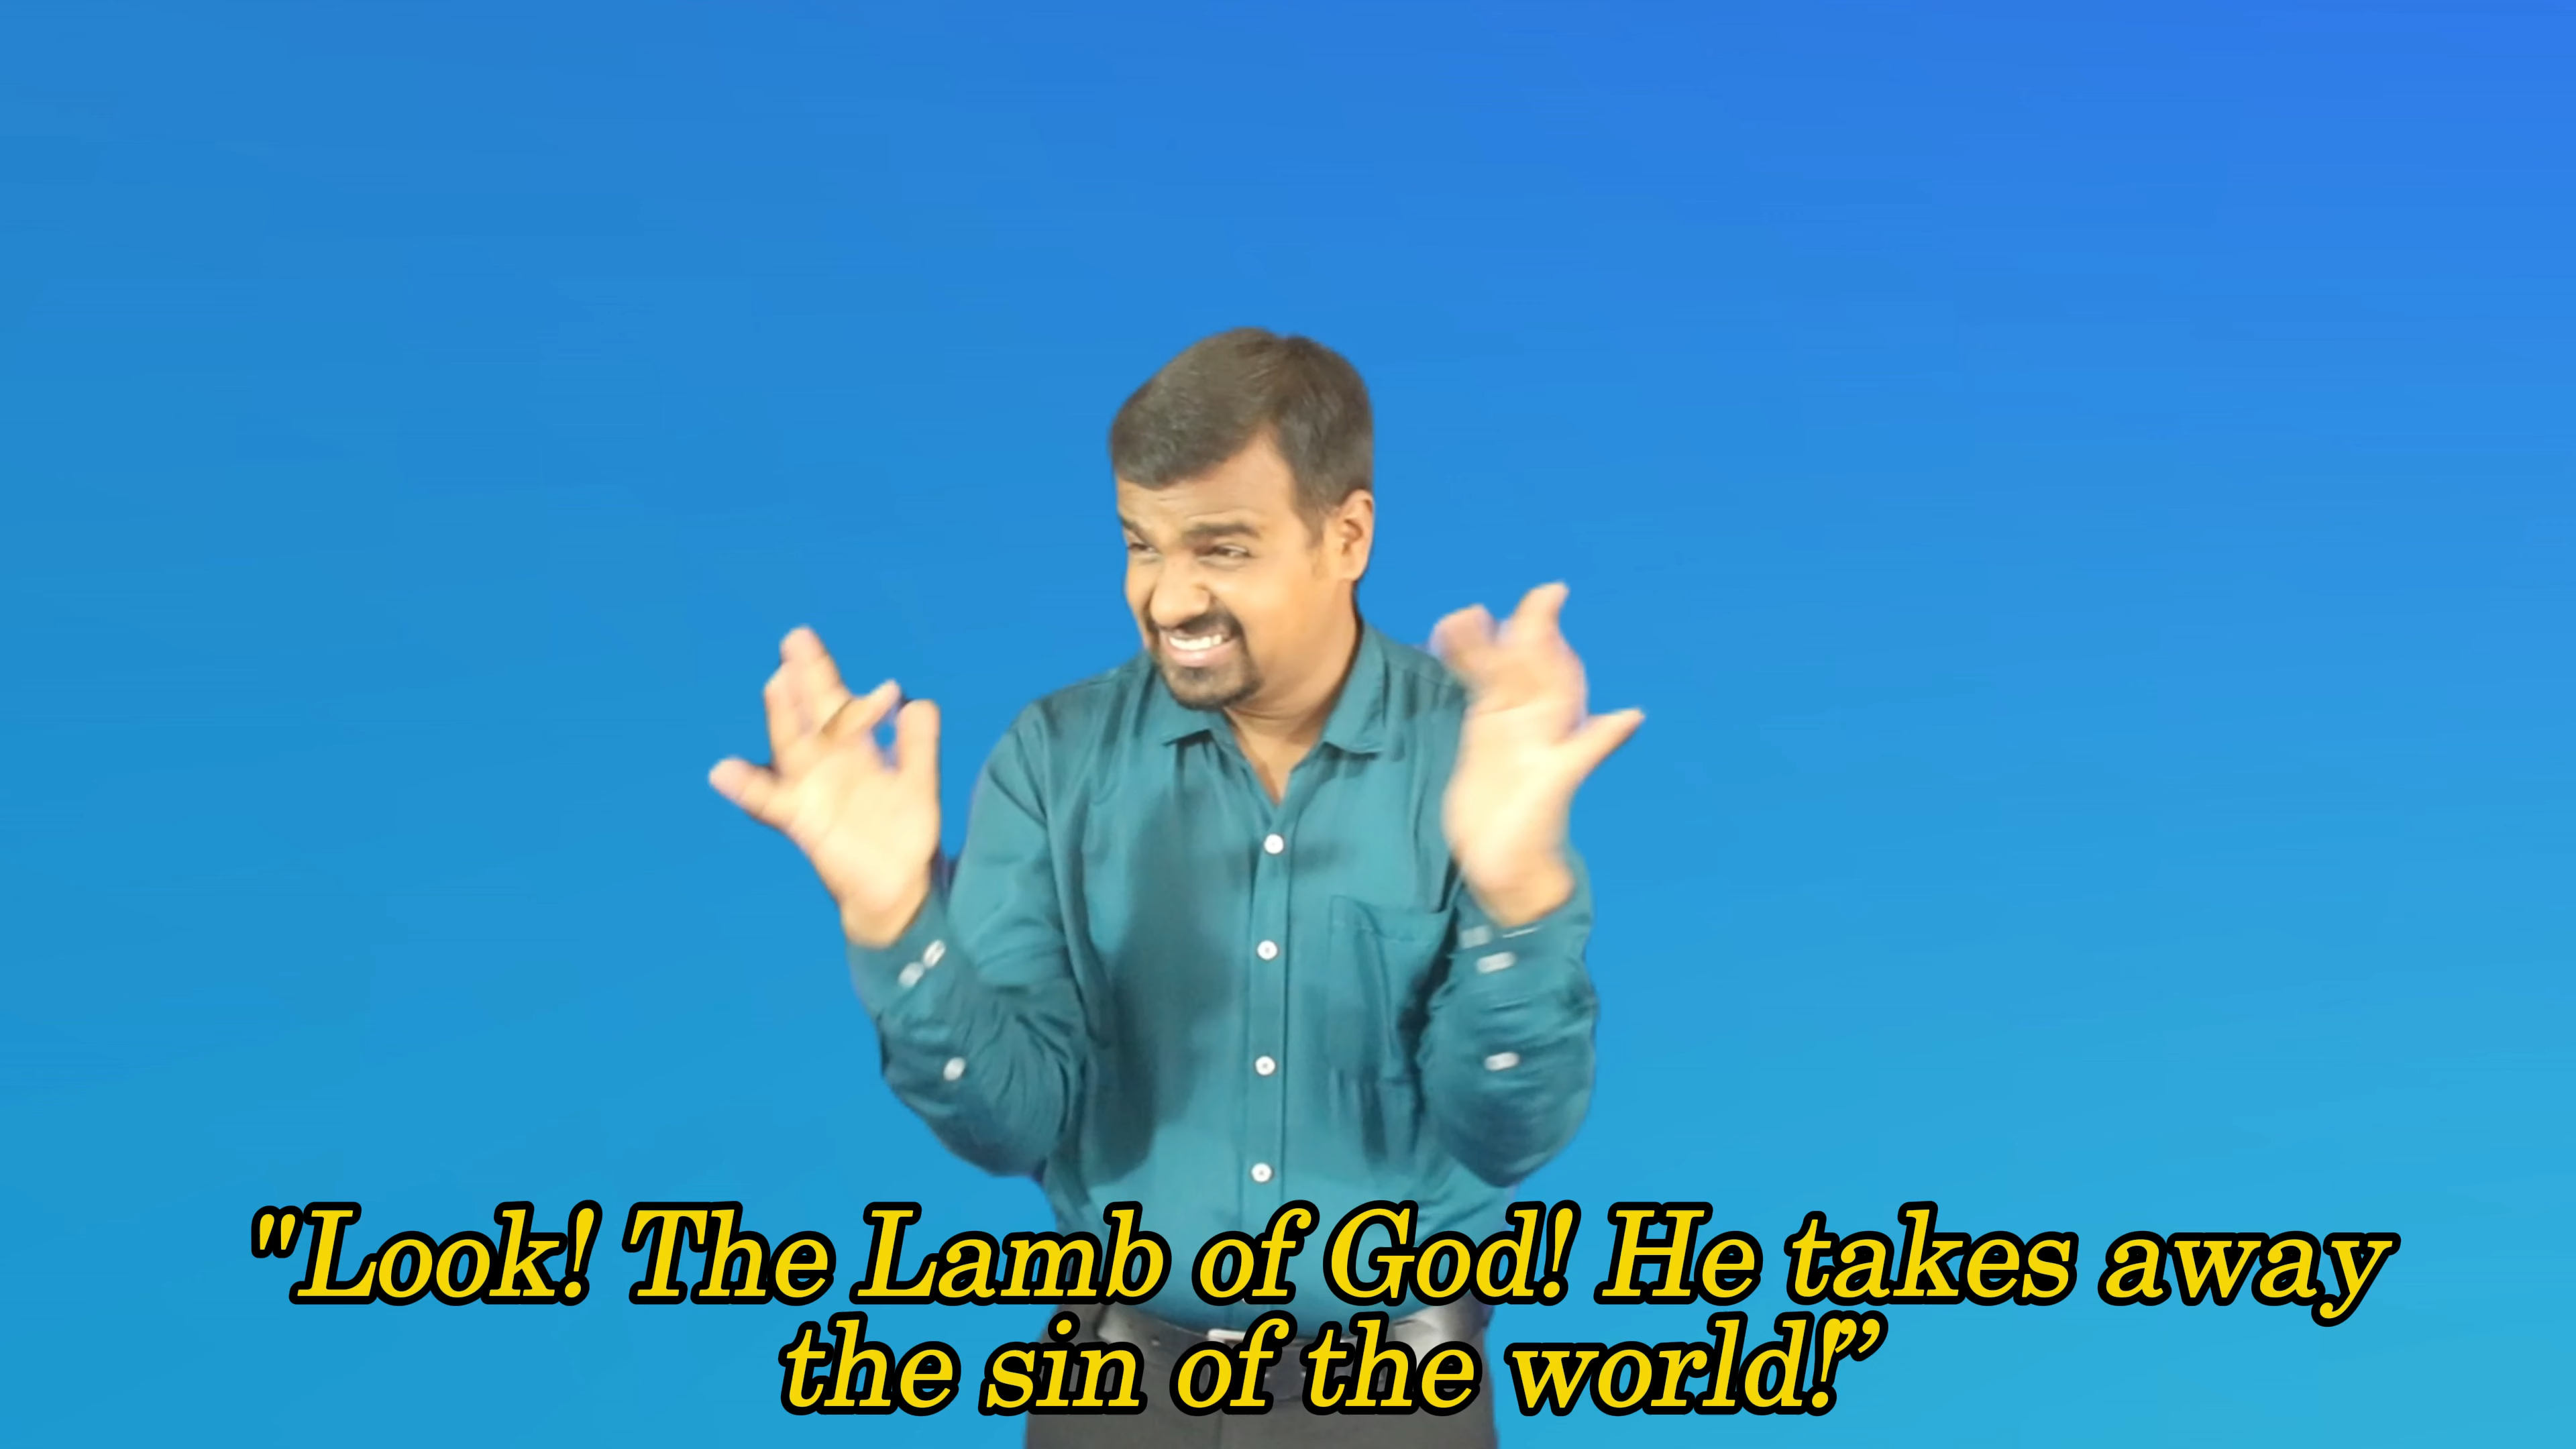 "Look! The Lamb of God! He takes away
the sin of the world!”